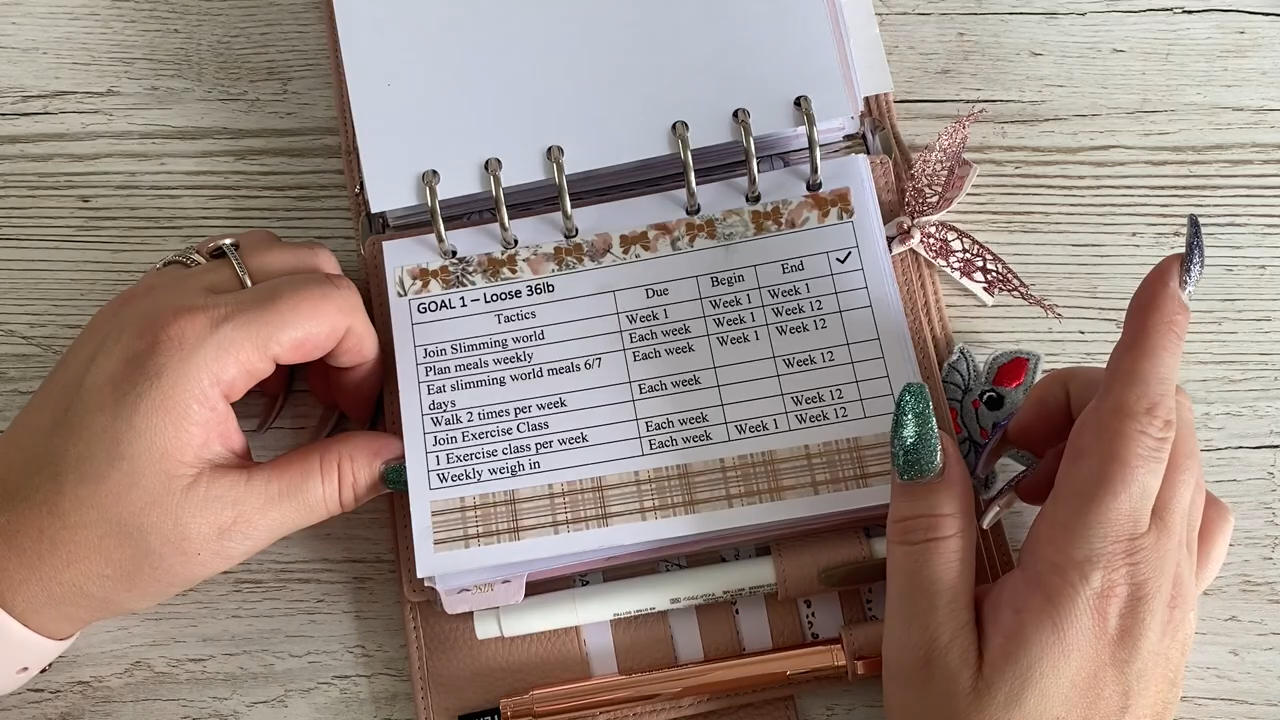 GOAL 1 – Loose 36lb
Tactics Due Begin End ✓
Join Slimming world Week 1 Week 1 Week 1
Plan meals weekly Each week Week 1 Week 12
Eat slimming world meals 6/7 Each week Week 1 Week 12
days
Walk 2 times per week Each week Week 12
Join Exercise Class
1 Exercise class per week Each week Week 12
Weekly weigh in Each week Week 1 Week 12
MISC